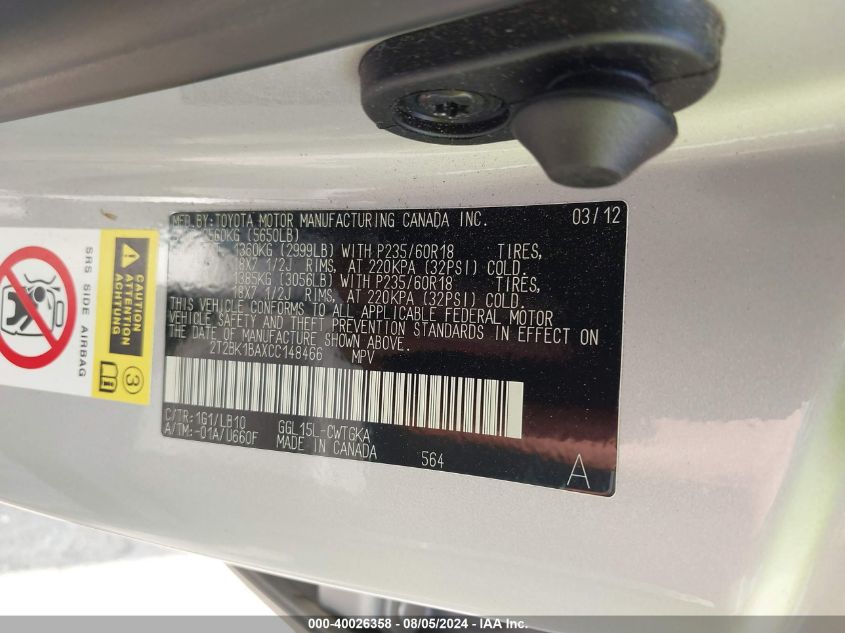 MFD.BY:TOYOTA MOTOR MANUFACTURING CANADA INC. 03/12
2560KG (5650LB)
1360KG (2999LB) WITH P235/60R18 TIRES,
18X7 1/2J RIMS, AT 220KPA (32PSI) COLD.
1385KG (3056LB) WITH P235/60R18 TIRES,
18X7 1/2J RIMS, AT 220KPA (32PSI) COLD.
THIS VEHICLE CONFORMS TO ALL APPLICABLE FEDERAL MOTOR
VEHICLE SAFETY AND THEFT PREVENTION STANDARDS IN EFFECT ON
THE DATE OF MANUFACTURE SHOWN ABOVE.
2T2BK1BAXCC148466 MPV
C/TR:1G1/LB10 GGL15L-CWTGKA
A/TM:-01A/U660F MADE IN CANADA 564 A
SRS SIDE AIRBAG
CAUTION
ATTENTION
ACHTUNG
3
000-40026358 - 08/05/2024 - IAAI.COM